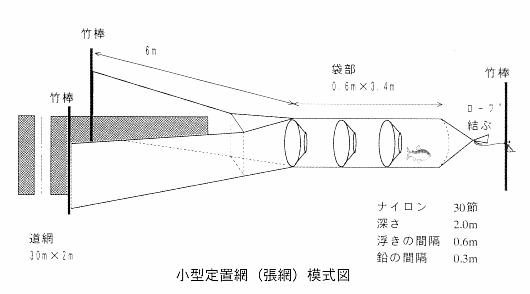 竹棒
6m
袋部
0.6m×3.4m
竹棒
竹棒
ロープ
結ぶ
道網
30m×2m
ナイロン 30節
深さ 2.0m
浮きの間隔 0.6m
鉛の間隔 0.3m
小型定置網（張網）模式図